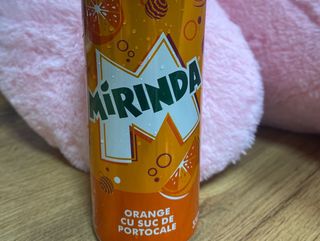 MiRINDA
ORANGE
CU SUC DE
PORTOCALE